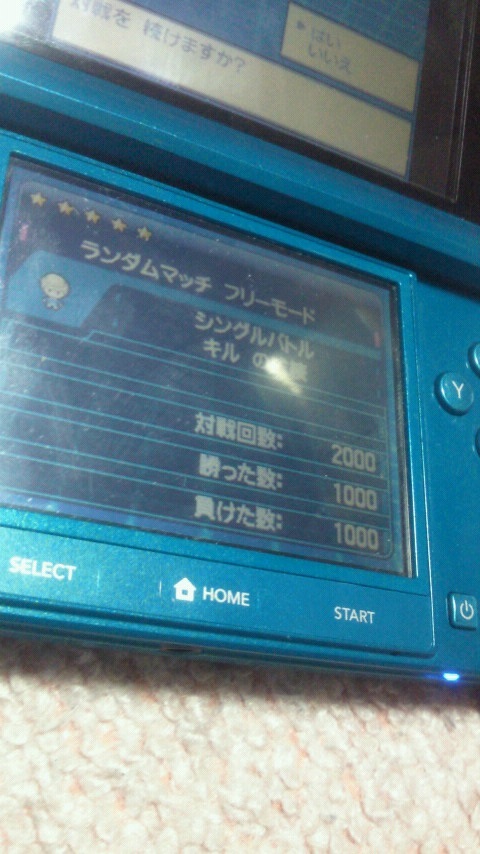 対戦を 続けますか?
はい
いいえ
ランダムマッチ フリーモード
シングルバトル
キル の
対戦回数: 2000
勝った数: 1000
負けた数: 1000
Y
SELECT
HOME
START